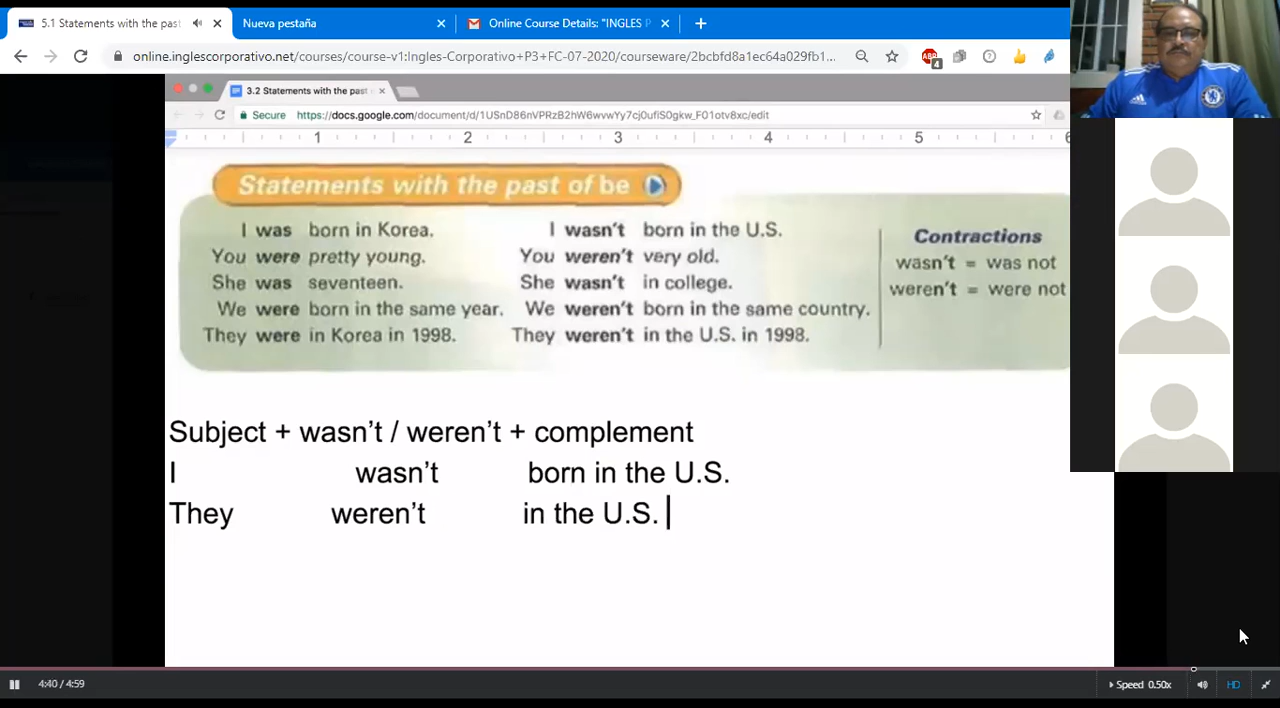 5.1 Statements with the past
Nueva pestaña
Online Course Details: "INGLES P
online.inglescorporativo.net/courses/course-v1:Ingles-Corporativo+P3+FC-07-2020/courseware/2bcbfd8a1ec64a029fb1...
4
3.2 Statements with the past
Secure https://docs.google.com/document/d/1USnD86nVPRzB2hW6wvwYy7cj0ufiS0gkw_F01otv8xc/edit
1 2 3 4 5 6
Statements with the past of be
I was born in Korea. I wasn't born in the U.S.
You were pretty young. You weren't very old.
She was seventeen. She wasn't in college.
We were born in the same year. We weren't born in the same country.
They were in Korea in 1998. They weren't in the U.S. in 1998.
Contractions
wasn't = was not
weren't = were not
Subject + wasn't / weren't + complement
I wasn't born in the U.S.
They weren't in the U.S.
4:40 / 4:59
Speed 0.50x
HD